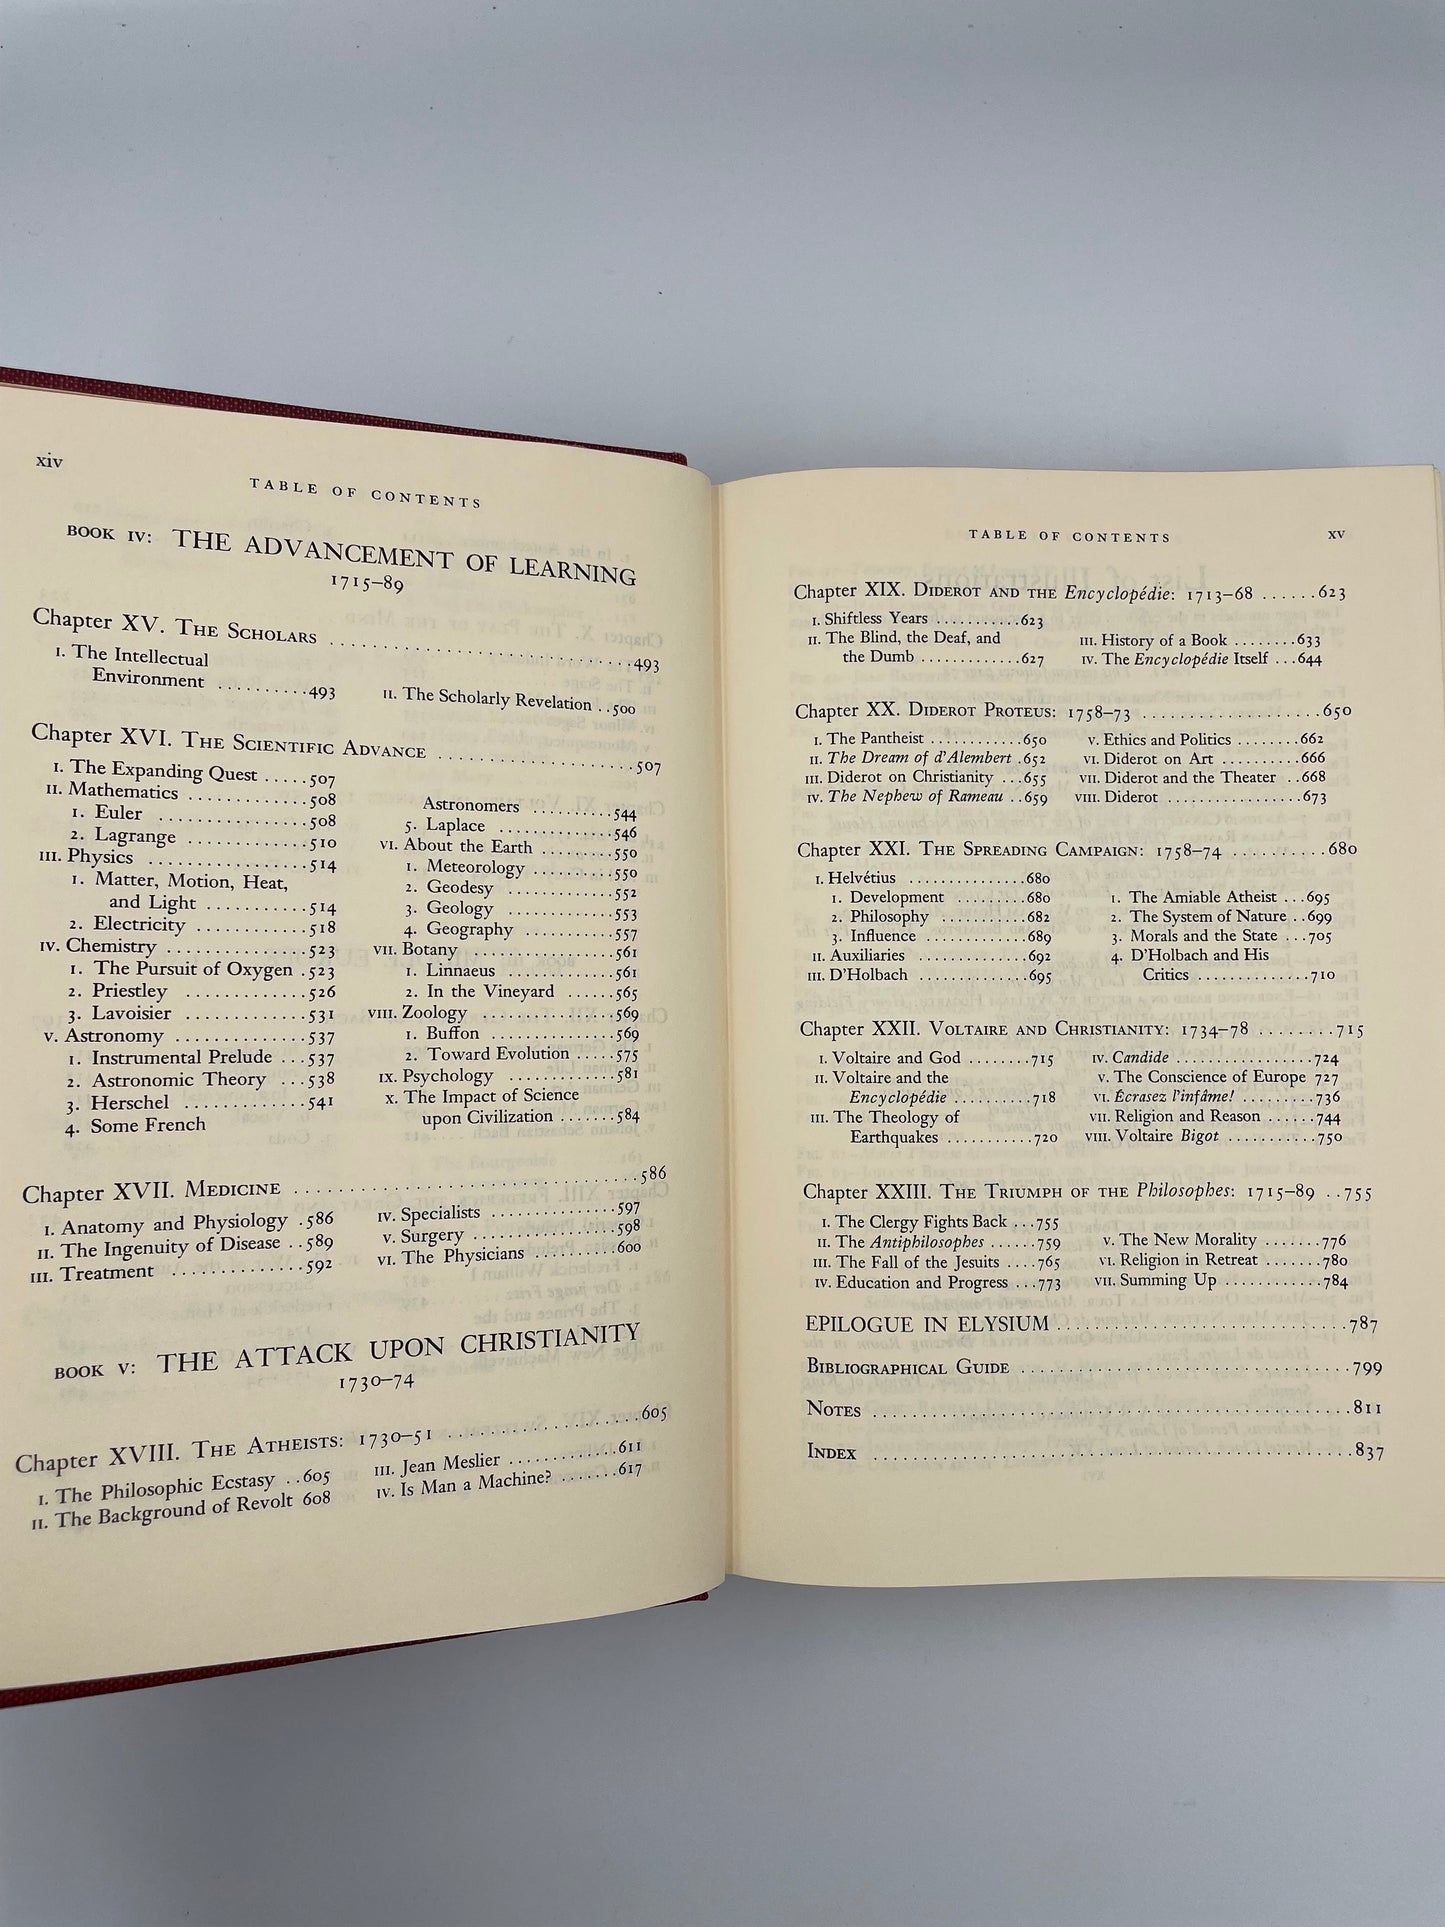 xiv
TABLE OF CONTENTS
BOOK IV: THE ADVANCEMENT OF LEARNING
1715–89
Chapter XV. THE SCHOLARS ..........493
I. The Intellectual
Environment ..........493
II. The Scholarly Revelation ..500
Chapter XVI. THE SCIENTIFIC ADVANCE ..........507
I. The Expanding Quest .....507
II. Mathematics ............508
1. Euler ...............508
2. Lagrange ............510
III. Physics ................514
1. Matter, Motion, Heat,
and Light ...........514
2. Electricity ...........518
IV. Chemistry ..............523
1. The Pursuit of Oxygen .523
2. Priestley ............526
3. Lavoisier ............531
V. Astronomy .............537
1. Instrumental Prelude ...537
2. Astronomic Theory ...538
3. Herschel ............541
4. Some French
Astronomers ..........544
5. Laplace ............546
VI. About the Earth .........550
1. Meteorology .........550
2. Geodesy ...........552
3. Geology ...........553
4. Geography .........557
VII. Botany ................561
1. Linnaeus ...........561
2. In the Vineyard ......565
VIII. Zoology ..............569
1. Buffon .............569
2. Toward Evolution .....575
IX. Psychology ............581
X. The Impact of Science
upon Civilization .......584
Chapter XVII. MEDICINE ..........586
I. Anatomy and Physiology .586
II. The Ingenuity of Disease ..589
III. Treatment .............592
IV. Specialists .............597
V. Surgery ...............598
VI. The Physicians ..........600
BOOK V: THE ATTACK UPON CHRISTIANITY
1730–74
Chapter XVIII. THE ATHEISTS: 1730–51 ..........605
I. The Philosophic Ecstasy ..605
II. The Background of Revolt 608
III. Jean Meslier ............611
IV. Is Man a Machine? .......617
TABLE OF CONTENTS
xv
Chapter XIX. DIDEROT AND THE Encyclopédie: 1713–68 ......623
I. Shiftless Years ...........623
II. The Blind, the Deaf, and
the Dumb ............627
III. History of a Book ........633
IV. The Encyclopédie Itself ...644
Chapter XX. DIDEROT PROTEUS: 1758–73 ..........650
I. The Pantheist ............650
II. The Dream of d'Alembert .652
III. Diderot on Christianity ...655
IV. The Nephew of Rameau ..659
V. Ethics and Politics ........662
VI. Diderot on Art ..........666
VII. Diderot and the Theater ..668
VIII. Diderot ................673
Chapter XXI. THE SPREADING CAMPAIGN: 1758–74 ..........680
I. Helvétius ...............680
1. Development ..........680
2. Philosophy ...........682
3. Influence ............689
II. Auxiliaries .............692
III. D'Holbach .............695
1. The Amiable Atheist ...695
2. The System of Nature ..699
3. Morals and the State ...705
4. D'Holbach and His
Critics .............710
Chapter XXII. VOLTAIRE AND CHRISTIANITY: 1734–78 ........715
I. Voltaire and God ........715
II. Voltaire and the
Encyclopédie ..........718
III. The Theology of
Earthquakes ...........720
IV. Candide ................724
V. The Conscience of Europe 727
VI. Écrasez l'infâme! .........736
VII. Religion and Reason ......744
VIII. Voltaire Bigot ...........750
Chapter XXIII. THE TRIUMPH OF THE Philosophes: 1715–89 ..755
I. The Clergy Fights Back ...755
II. The Antiphilosophes ......759
III. The Fall of the Jesuits ....765
IV. Education and Progress ...773
V. The New Morality .......776
VI. Religion in Retreat .......780
VII. Summing Up ............784
EPILOGUE IN ELYSIUM ..........787
BIBLIOGRAPHICAL GUIDE ..........799
NOTES ..........811
INDEX ..........837